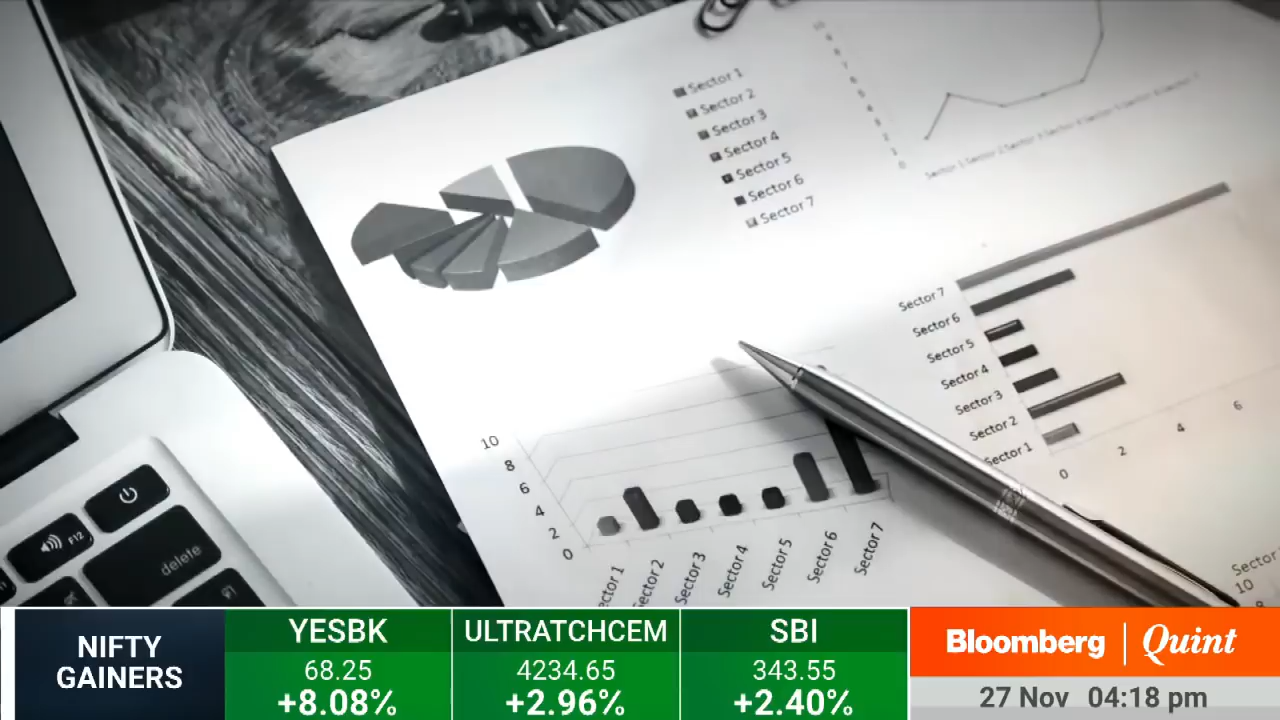 Sector 1
Sector 2
Sector 3
Sector 4
Sector 5
Sector 6
Sector 7
Sector 7
Sector 6
Sector 5
Sector 4
Sector 3
Sector 2
Sector 1
0
2
4
6
10
8
6
4
2
0
ector 1
Sector 2
Sector 3
Sector 4
Sector 5
Sector 6
Sector 7
Sector
10
F12
delete
NIFTY
GAINERS
YESBK
68.25
+8.08%
ULTRATCHCEM
4234.65
+2.96%
SBI
343.55
+2.40%
Bloomberg | Quint
27 Nov 04:18 pm